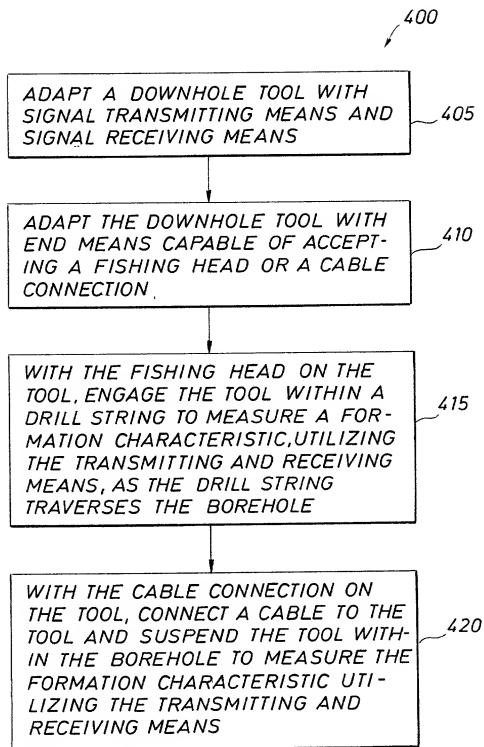 400
ADAPT A DOWNHOLE TOOL WITH
SIGNAL TRANSMITTING MEANS AND
SIGNAL RECEIVING MEANS
405
ADAPT THE DOWNHOLE TOOL WITH
END MEANS CAPABLE OF ACCEPT-
ING A FISHING HEAD OR A CABLE
CONNECTION.
410
WITH THE FISHING HEAD ON THE
TOOL, ENGAGE THE TOOL WITHIN A
DRILL STRING TO MEASURE A FOR-
MATION CHARACTERISTIC, UTILIZING
THE TRANSMITTING AND RECEIVING
MEANS, AS THE DRILL STRING
TRAVERSES THE BOREHOLE
415
WITH THE CABLE CONNECTION ON
THE TOOL, CONNECT A CABLE TO THE
TOOL AND SUSPEND THE TOOL WITH-
IN THE BOREHOLE TO MEASURE THE
FORMATION CHARACTERISTIC UTI-
LIZING THE TRANSMITTING AND
RECEIVING MEANS
420